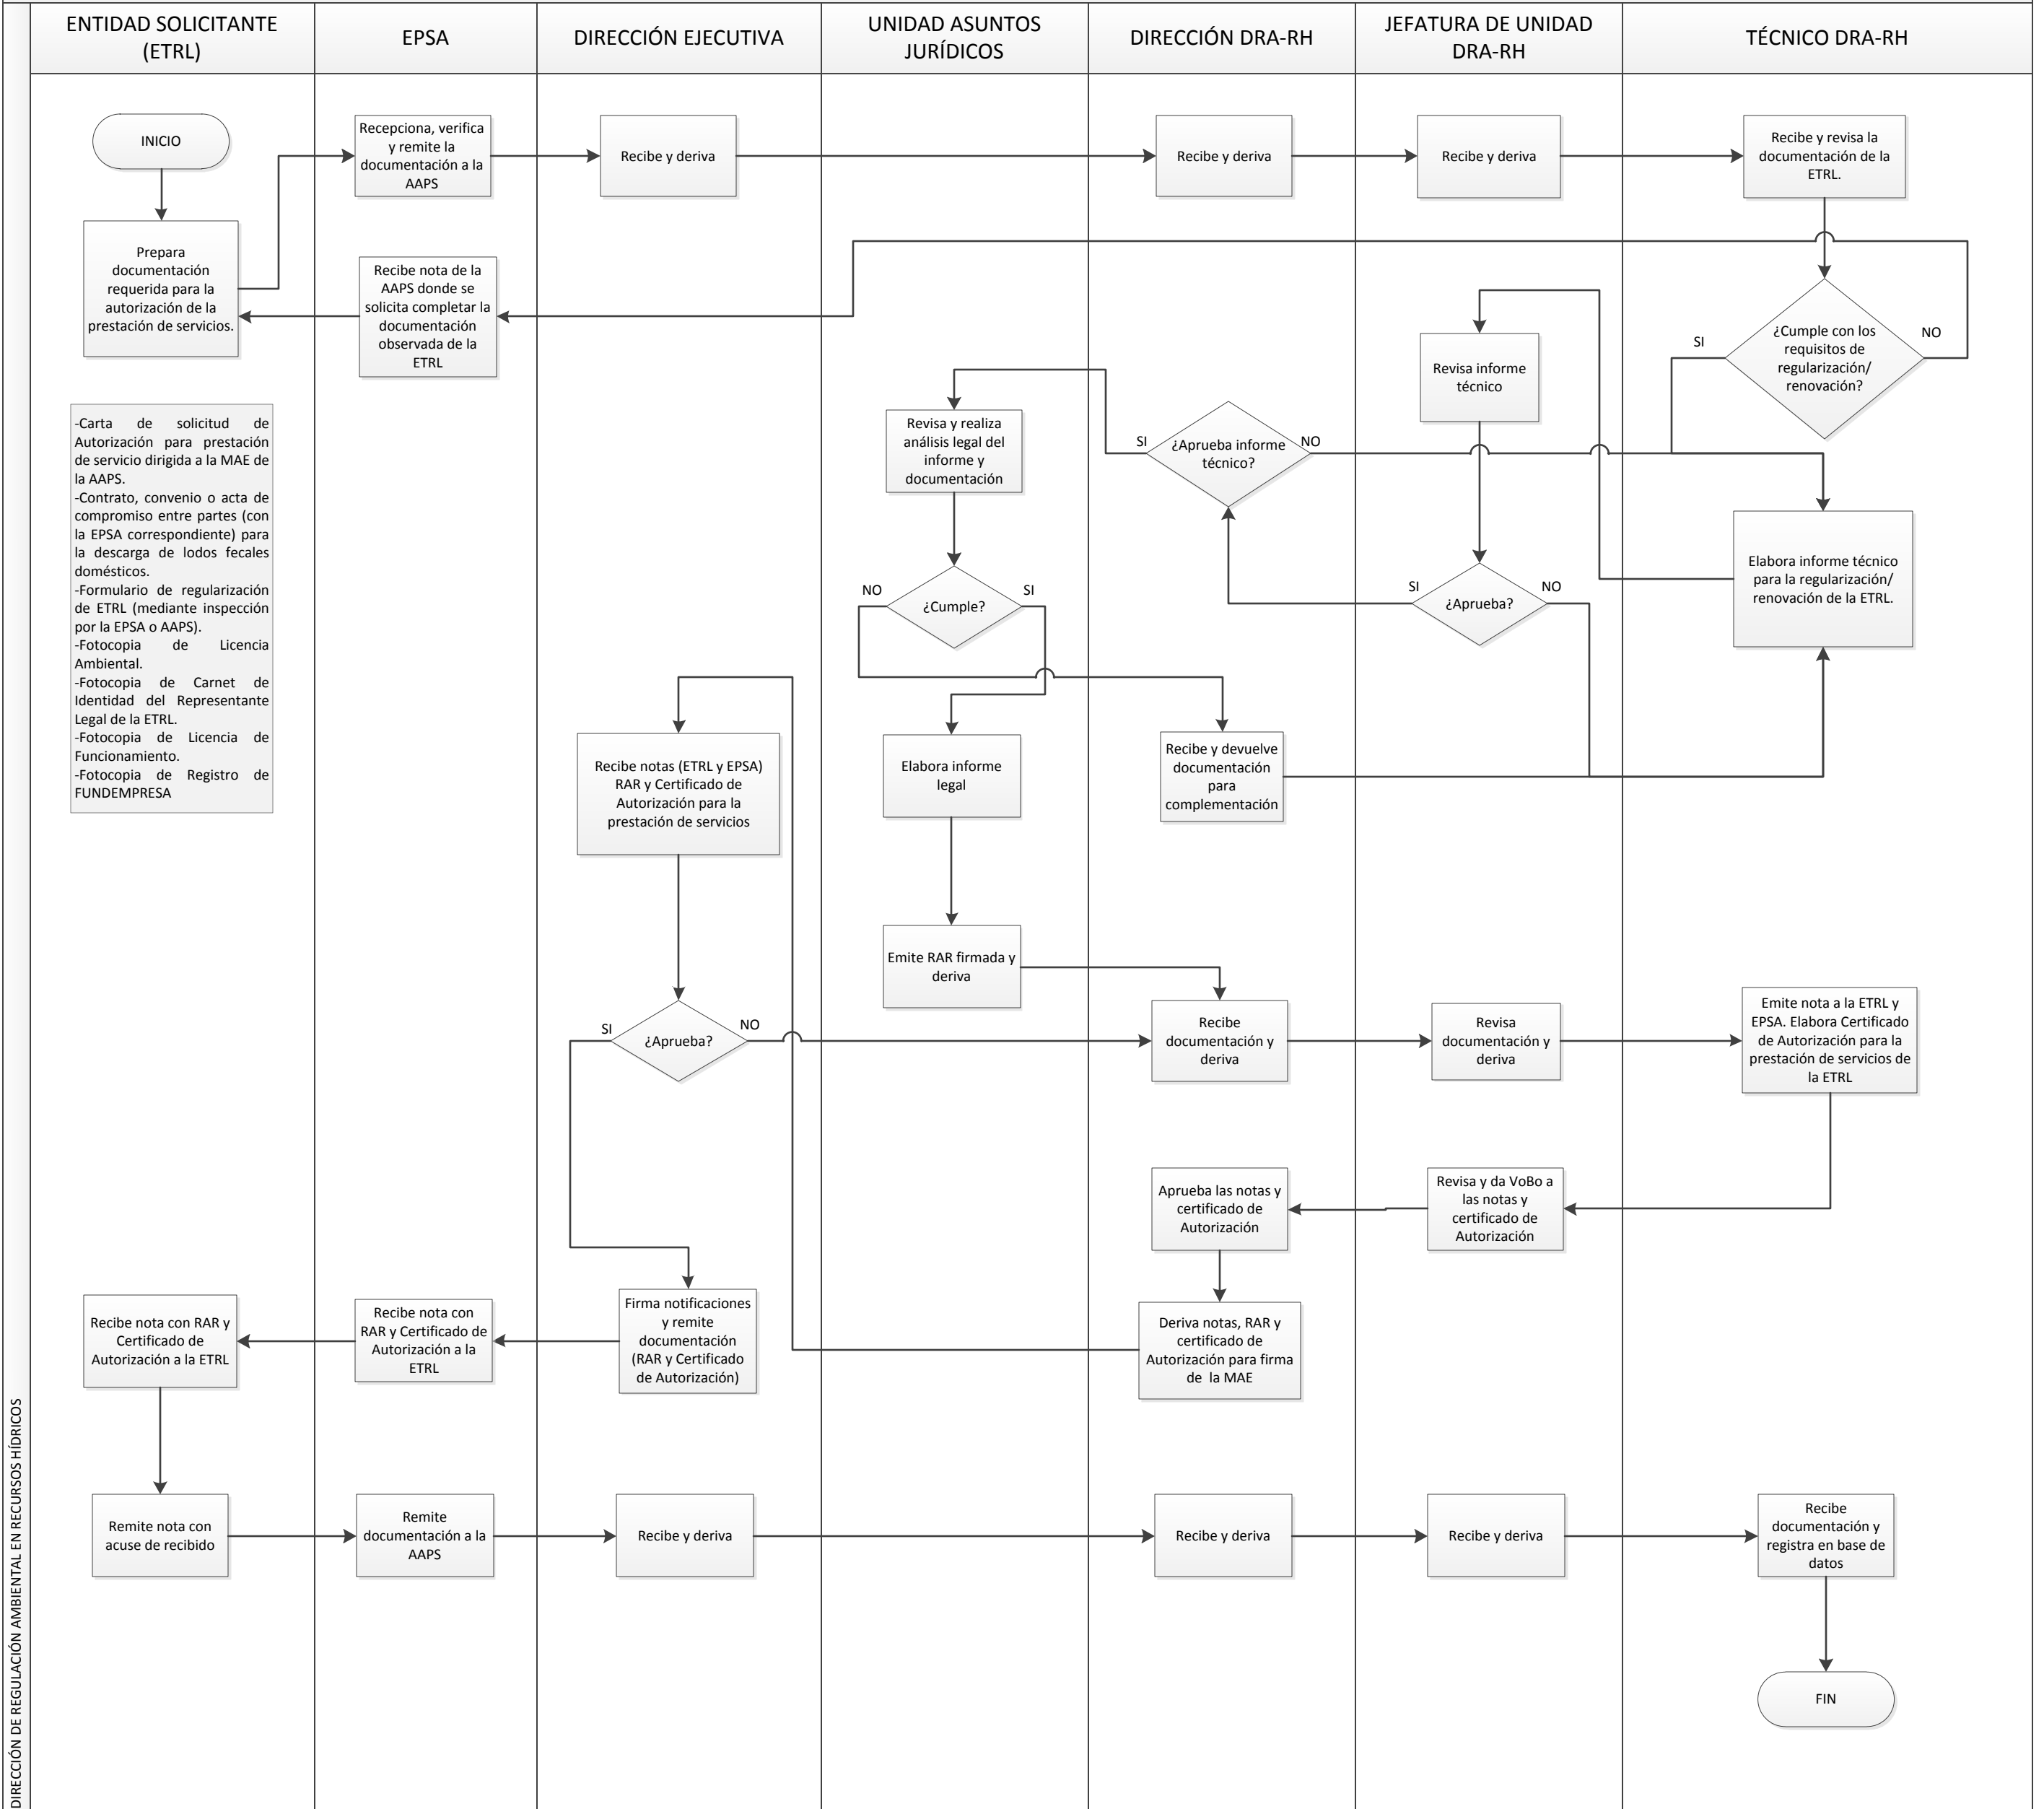 ENTIDAD SOLICITANTE
(ETRL)
EPSA
DIRECCIÓN EJECUTIVA
UNIDAD ASUNTOS
JURÍDICOS
DIRECCIÓN DRA-RH
JEFATURA DE UNIDAD
DRA-RH
TÉCNICO DRA-RH
INICIO
Recepciona, verifica
y remite la
documentación a la
AAPS
Recibe y deriva
Recibe y deriva
Recibe y deriva
Recibe y revisa la
documentación de la
ETRL.
Prepara
documentación
requerida para la
autorización de la
prestación de servicios.
Recibe nota de la
AAPS donde se
solicita completar la
documentación
observada de la
ETRL
¿Cumple con los
requisitos de
regularización/
renovación?
SI
NO
Revisa informe
técnico
-Carta de solicitud de
Autorización para prestación
de servicio dirigida a la MAE de
la AAPS.
-Contrato, convenio o acta de
compromiso entre partes (con
la EPSA correspondiente) para
la descarga de lodos fecales
domésticos.
-Formulario de regularización
de ETRL (mediante inspección
por la EPSA o AAPS).
-Fotocopia de Licencia
Ambiental.
-Fotocopia de Carnet de
Identidad del Representante
Legal de la ETRL.
-Fotocopia de Licencia de
Funcionamiento.
-Fotocopia de Registro de
FUNDEMPRESA
Revisa y realiza
análisis legal del
informe y
documentación
SI
¿Aprueba informe
técnico?
NO
Elabora informe técnico
para la regularización/
renovación de la ETRL.
NO
¿Cumple?
SI
SI
¿Aprueba?
NO
Recibe notas (ETRL y EPSA)
RAR y Certificado de
Autorización para la
prestación de servicios
Elabora informe
legal
Recibe y devuelve
documentación
para
complementación
Emite RAR firmada y
deriva
SI
¿Aprueba?
NO
Recibe
documentación y
deriva
Revisa
documentación y
deriva
Emite nota a la ETRL y
EPSA. Elabora Certificado
de Autorización para la
prestación de servicios de
la ETRL
Aprueba las notas y
certificado de
Autorización
Revisa y da VoBo a
las notas y
certificado de
Autorización
Recibe nota con RAR y
Certificado de
Autorización a la ETRL
Recibe nota con
RAR y Certificado de
Autorización a la
ETRL
Firma notificaciones
y remite
documentación
(RAR y Certificado
de Autorización)
Deriva notas, RAR y
certificado de
Autorización para firma
de la MAE
Remite nota con
acuse de recibido
Remite
documentación a la
AAPS
Recibe y deriva
Recibe y deriva
Recibe y deriva
Recibe
documentación y
registra en base de
datos
FIN
DIRECCIÓN DE REGULACIÓN AMBIENTAL EN RECURSOS HÍDRICOS